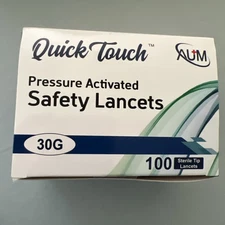 Quick Touch™
AUM
Pressure Activated
Safety Lancets
30G
100 Sterile Tip
Lancets